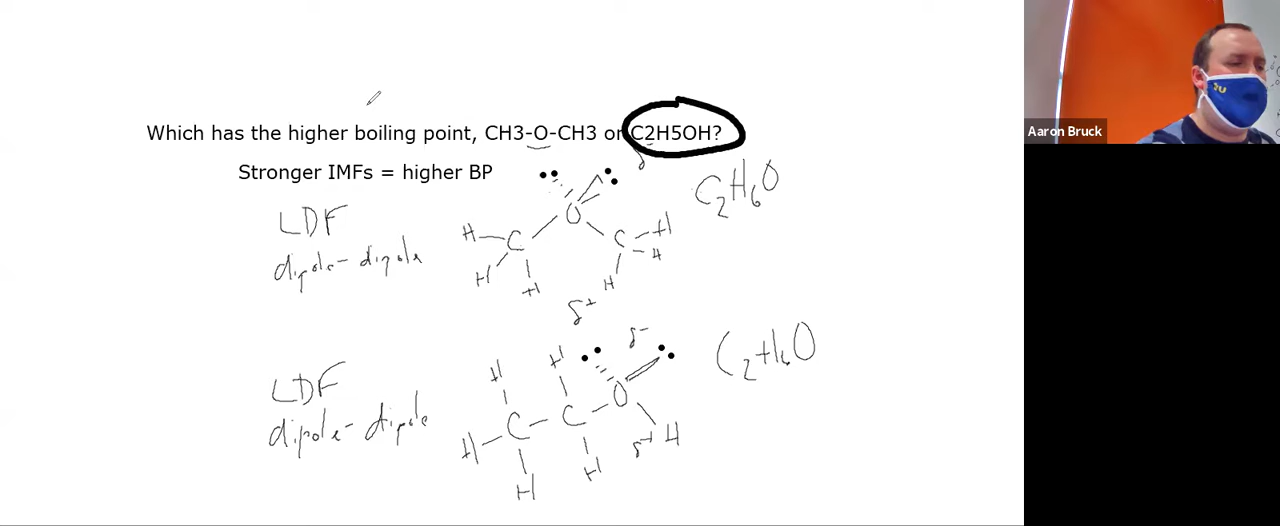 Which has the higher boiling point, CH3-O-CH3 or C2H5OH?
Stronger IMFs = higher BP
δ-
C2H6O
LDF
dipole-dipole
O
H C C H
H
H H H
δ+
δ-
C2H6O
H H
LDF
dipole-dipole
O
H C C
δ+ H
H H
Aaron Bruck